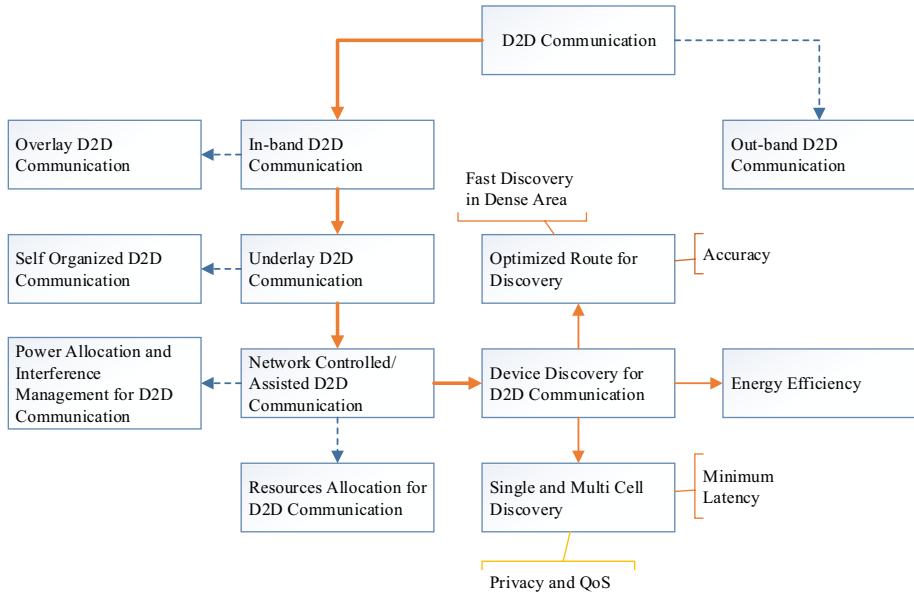 D2D Communication
Overlay D2D
Communication
In-band D2D
Communication
Out-band D2D
Communication
Fast Discovery
in Dense Area
Self Organized D2D
Communication
Underlay D2D
Communication
Optimized Route for
Discovery
Accuracy
Power Allocation and
Interference
Management for D2D
Communication
Network Controlled/
Assisted D2D
Communication
Device Discovery for
D2D Communication
Energy Efficiency
Resources Allocation for
D2D Communication
Single and Multi Cell
Discovery
Minimum
Latency
Privacy and QoS